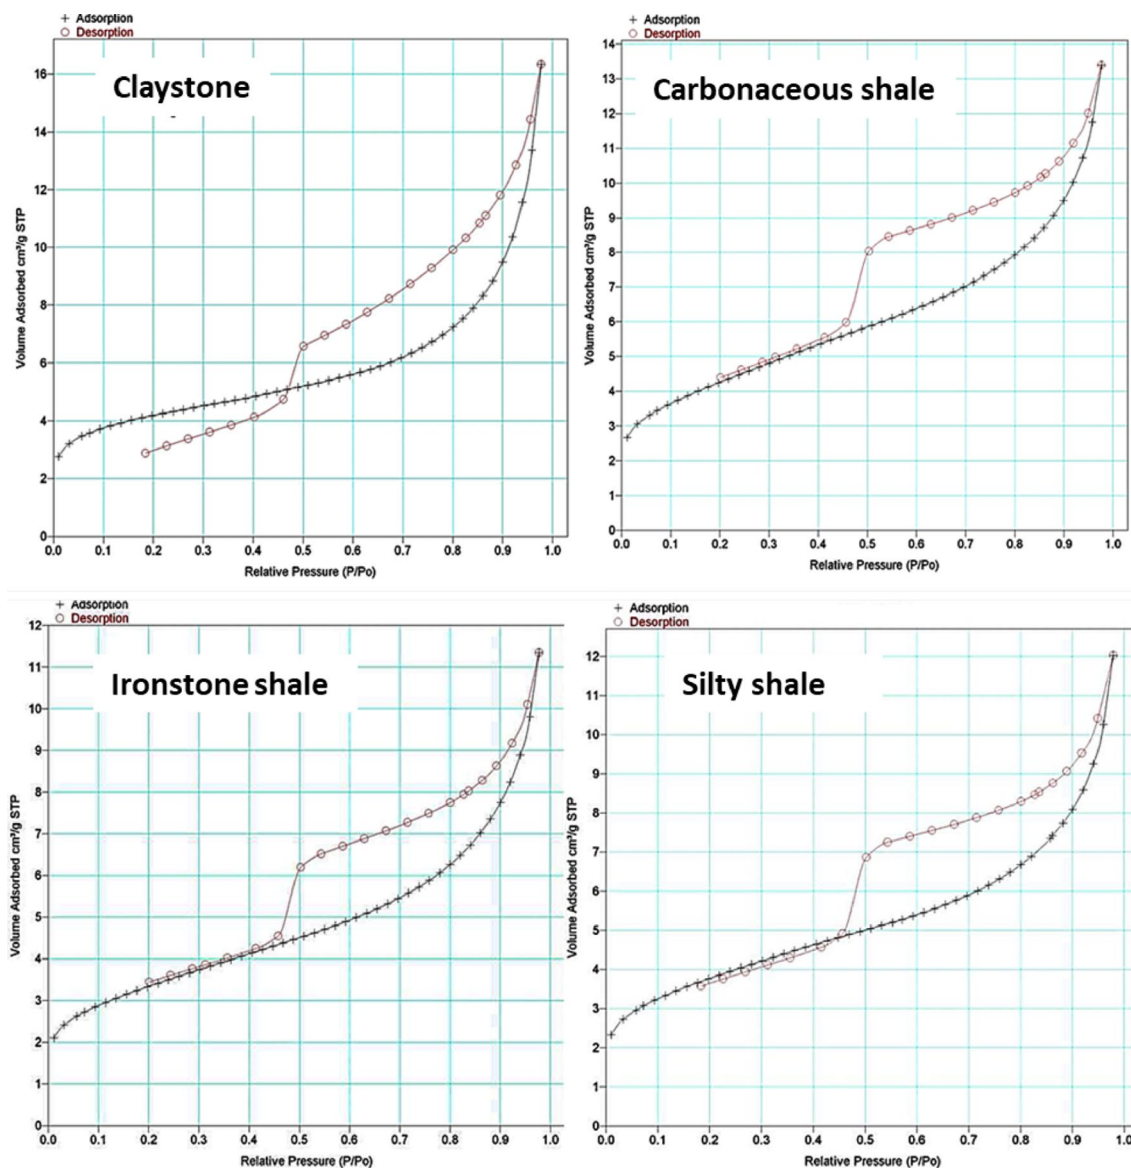 + Adsorption
○ Desorption
Claystone
-
Volume Adsorbed cm³/g STP
16
14
12
10
8
6
4
2
0
0.0 0.1 0.2 0.3 0.4 0.5 0.6 0.7 0.8 0.9 1.0
Relative Pressure (P/Po)
+ Adsorption
○ Desorption
Carbonaceous shale
Volume Adsorbed cm³/g STP
14
13
12
11
10
9
8
7
6
5
4
3
2
1
0
0.0 0.1 0.2 0.3 0.4 0.5 0.6 0.7 0.8 0.9 1.0
Relative Pressure (P/Po)
+ Adsorption
○ Desorption
Ironstone shale
Volume Adsorbed cm³/g STP
12
11
10
9
8
7
6
5
4
3
2
1
0
0.0 0.1 0.2 0.3 0.4 0.5 0.6 0.7 0.8 0.9 1.0
Relative Pressure (P/Po)
+ Adsorption
○ Desorption
Silty shale
Volume Adsorbed cm³/g STP
12
11
10
9
8
7
6
5
4
3
2
1
0
0.0 0.1 0.2 0.3 0.4 0.5 0.6 0.7 0.8 0.9 1.0
Relative Pressure (P/Po)